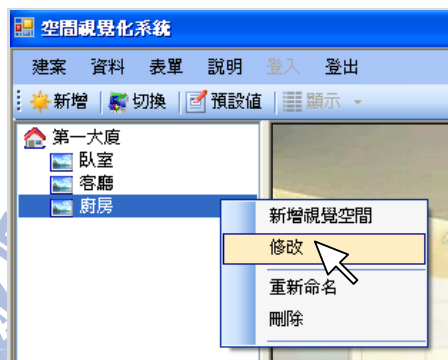 空間視覺化系統
建案 資料 表單 說明 登入 登出
新增 切換 預設值 顯示
第一大廈
臥室
客廳
廚房
新增視覺空間
修改
重新命名
刪除